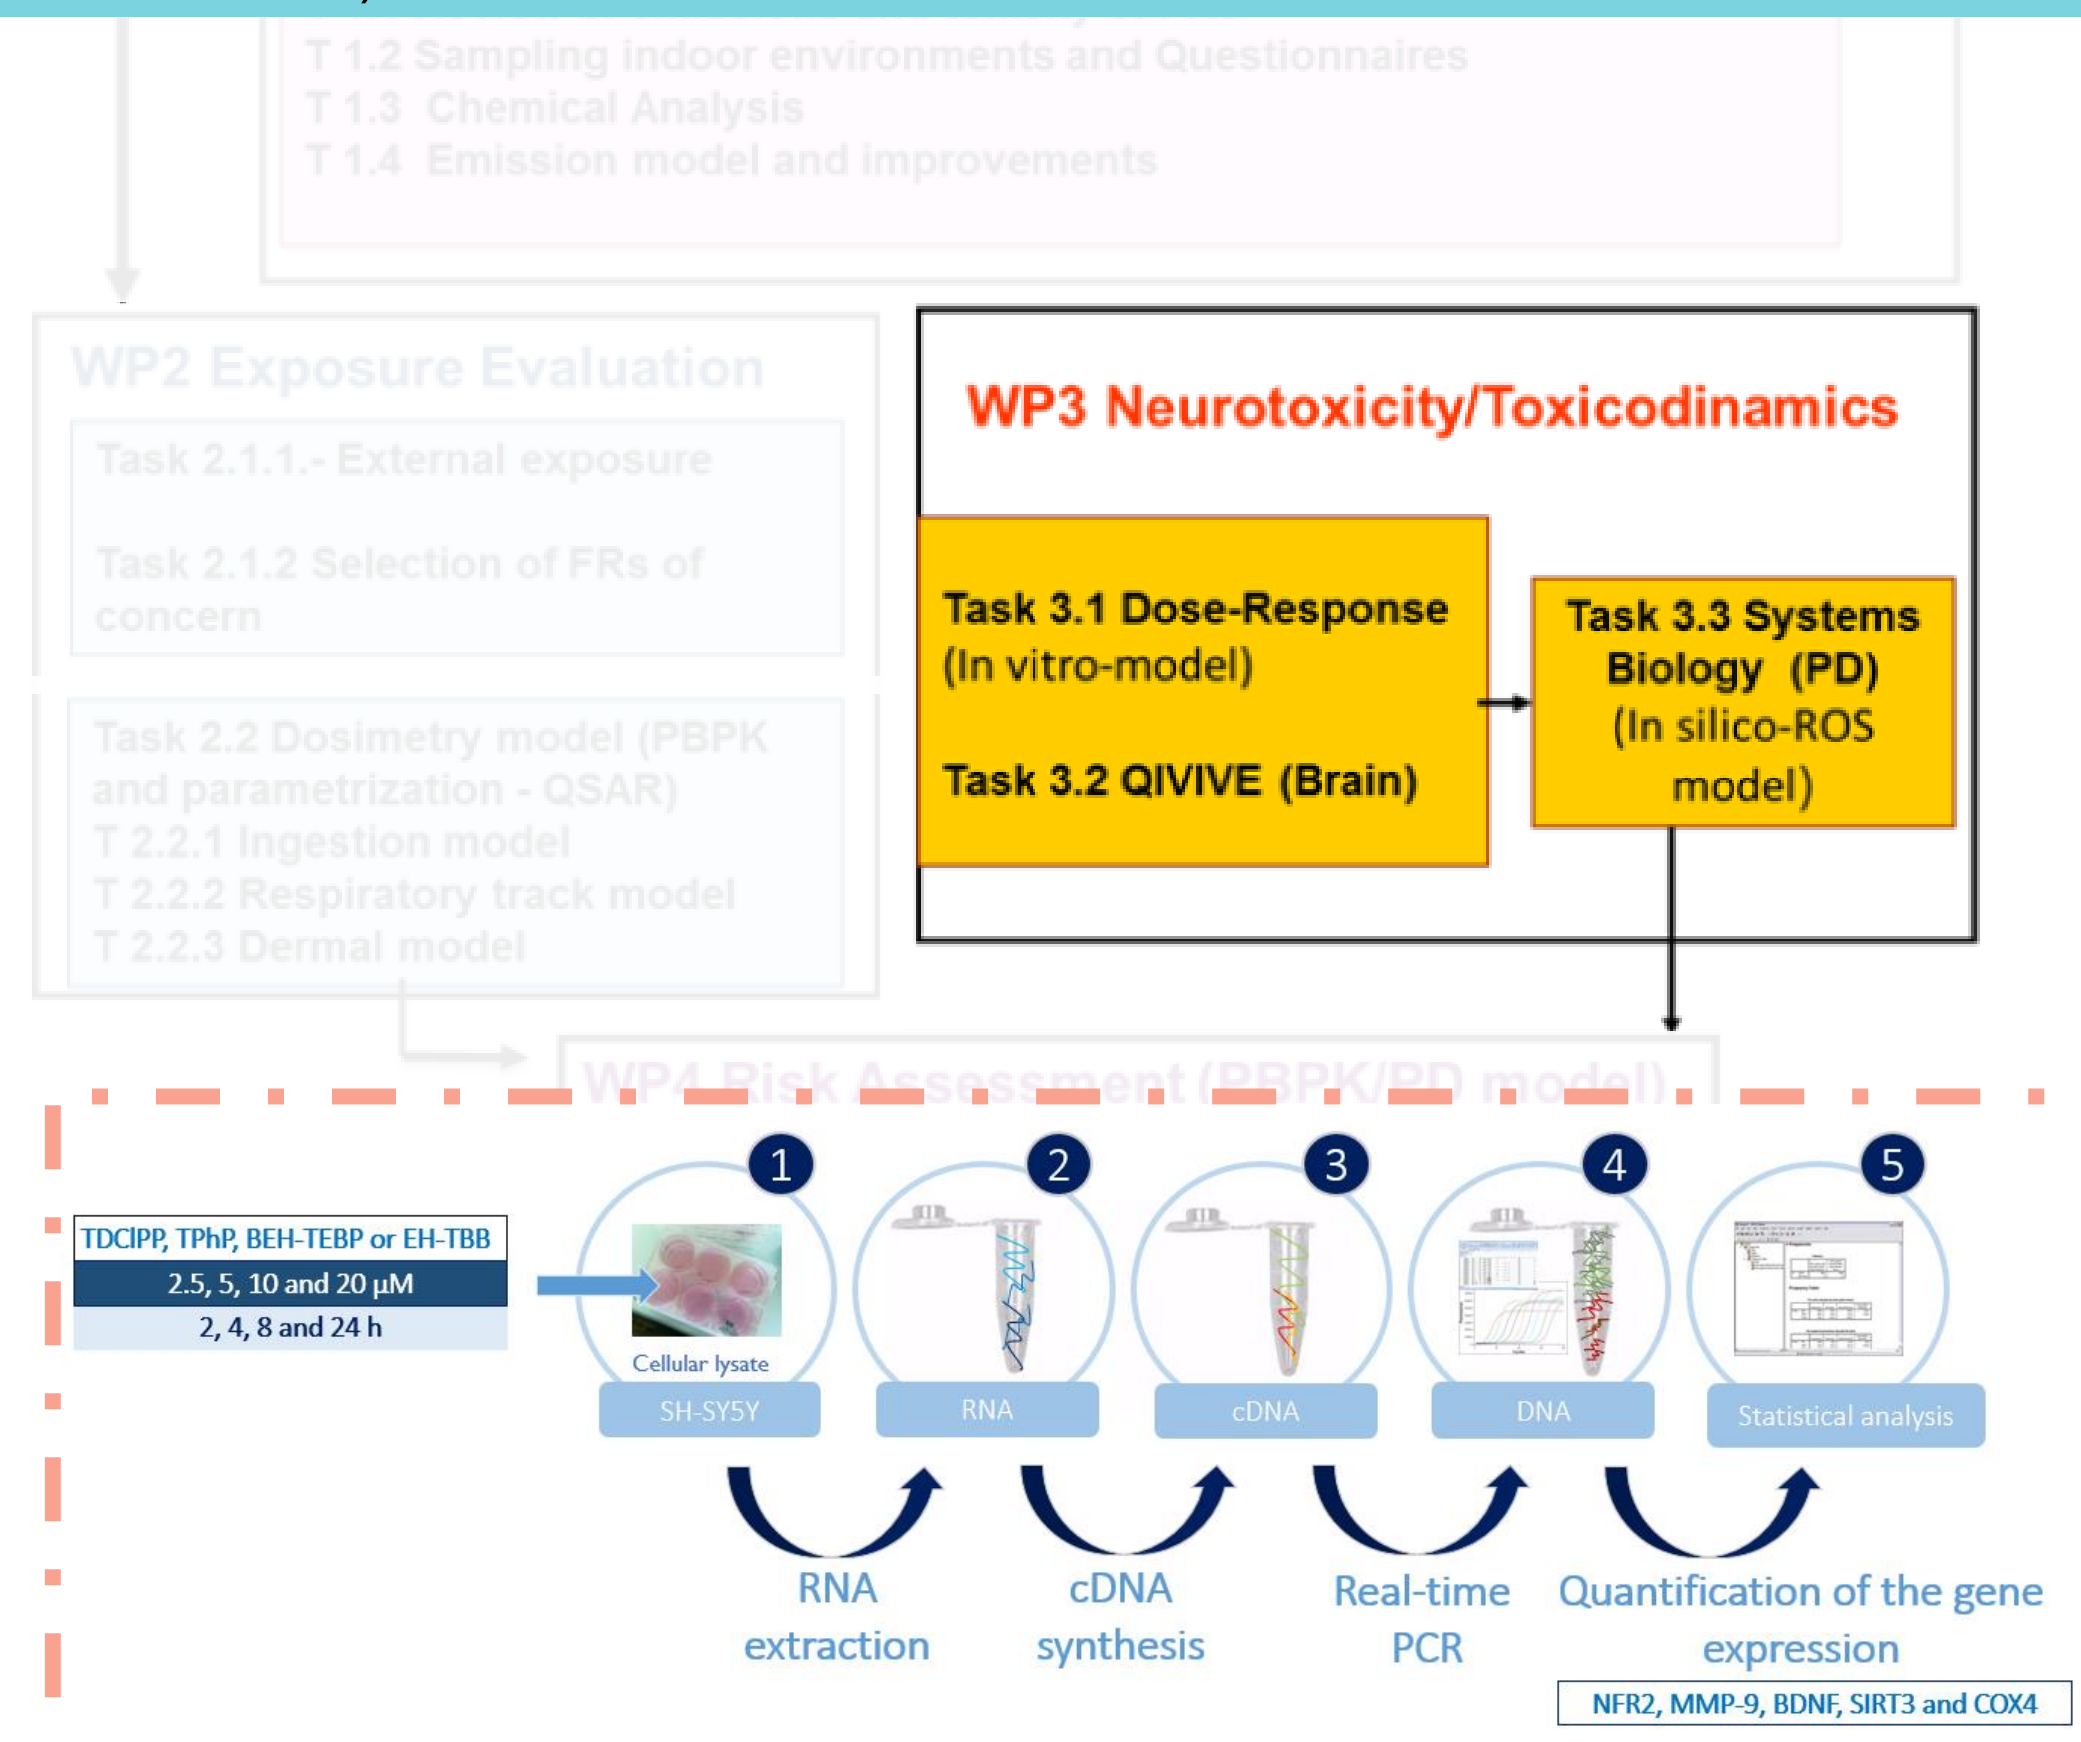 T 1.2 Sampling indoor environments and Questionnaires
T 1.3 Chemical Analysis
T 1.4 Emission model and improvements
WP2 Exposure Evaluation
Task 2.1.1.- External exposure
Task 2.1.2 Selection of FRs of
concern
Task 2.2 Dosimetry model (PBPK
and parametrization - QSAR)
T 2.2.1 Ingestion model
T 2.2.2 Respiratory track model
T 2.2.3 Dermal model
WP3 Neurotoxicity/Toxicodinamics
Task 3.1 Dose-Response
(In vitro-model)
Task 3.2 QIVIVE (Brain)
Task 3.3 Systems
Biology (PD)
(In silico-ROS
model)
WP4 Risk Assessment (PBPK/PD model)
TDCIPP, TPhP, BEH-TEBP or EH-TBB
2.5, 5, 10 and 20 µM
2, 4, 8 and 24 h
1
2
3
4
5
Cellular lysate
SH-SY5Y
RNA
cDNA
DNA
Statistical analysis
RNA
extraction
cDNA
synthesis
Real-time
PCR
Quantification of the gene
expression
NFR2, MMP-9, BDNF, SIRT3 and COX4